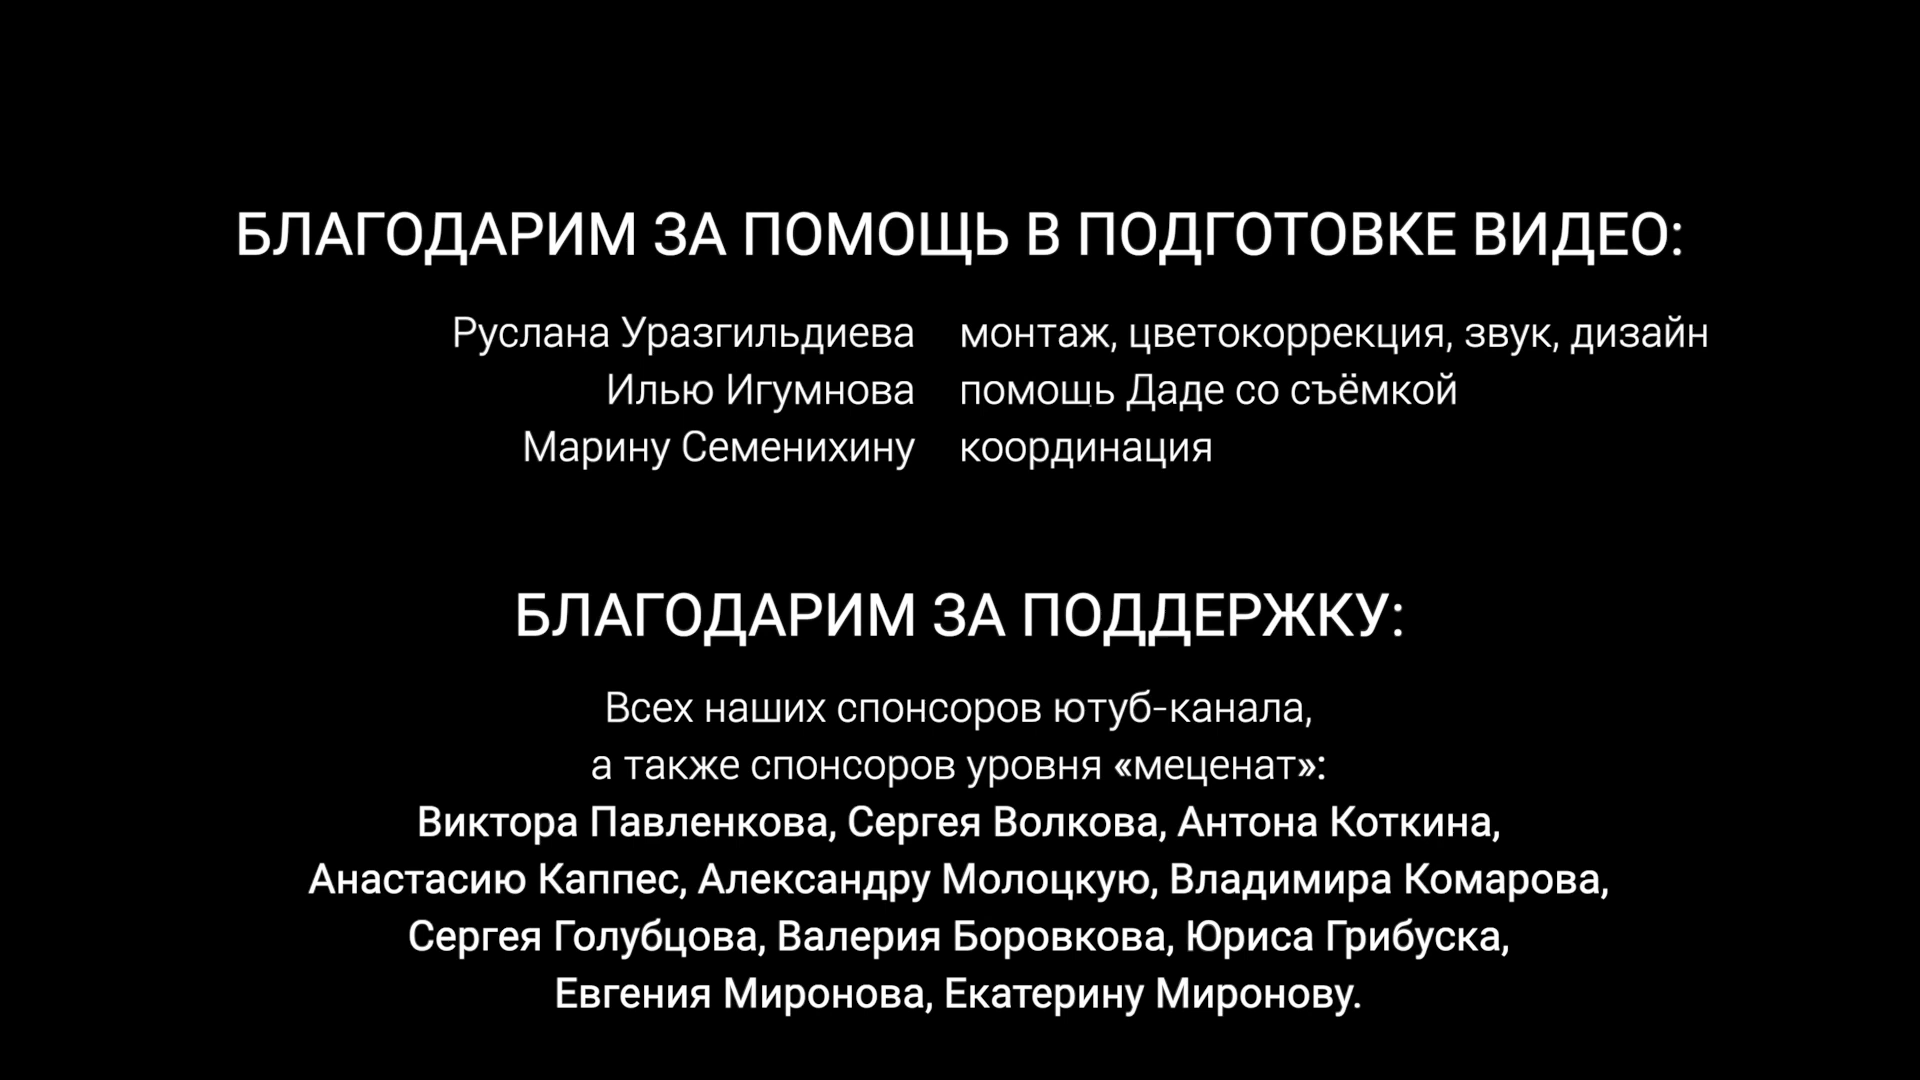 БЛАГОДАРИМ ЗА ПОМОЩЬ В ПОДГОТОВКЕ ВИДЕО:
Руслана Уразгильдиева монтаж, цветокоррекция, звук, дизайн
Илью Игумнова помощь Даде со съёмкой
Марину Семенихину координация
БЛАГОДАРИМ ЗА ПОДДЕРЖКУ:
Всех наших спонсоров ютуб-канала,
а также спонсоров уровня «меценат»:
Виктора Павленкова, Сергея Волкова, Антона Коткина,
Анастасию Каппес, Александру Молоцкую, Владимира Комарова,
Сергея Голубцова, Валерия Боровкова, Юриса Грибуска,
Евгения Миронова, Екатерину Миронову.